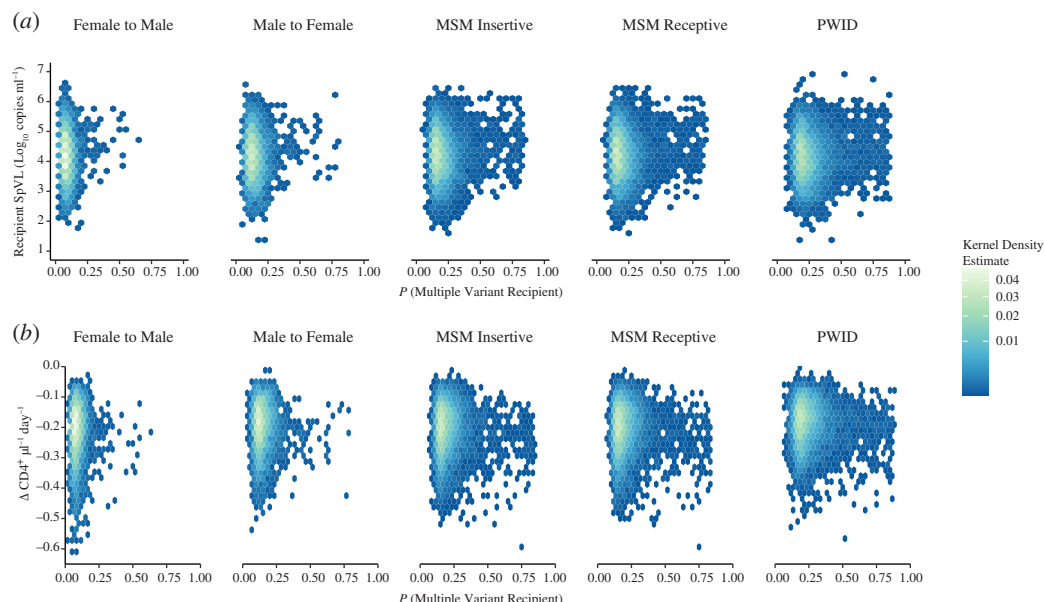 (a)
Female to Male Male to Female MSM Insertive MSM Receptive PWID
Recipient SpVL (Log10 copies ml⁻¹)
7
6
5
4
3
2
1
0.00 0.25 0.50 0.75 1.00 0.00 0.25 0.50 0.75 1.00 0.00 0.25 0.50 0.75 1.00 0.00 0.25 0.50 0.75 1.00 0.00 0.25 0.50 0.75 1.00
P (Multiple Variant Recipient)
Kernel Density
Estimate
0.04
0.03
0.02
0.01
(b)
Female to Male Male to Female MSM Insertive MSM Receptive PWID
Δ CD4⁺ µl⁻¹ day⁻¹
0.0
−0.1
−0.2
−0.3
−0.4
−0.5
−0.6
0.00 0.25 0.50 0.75 1.00 0.00 0.25 0.50 0.75 1.00 0.00 0.25 0.50 0.75 1.00 0.00 0.25 0.50 0.75 1.00 0.00 0.25 0.50 0.75 1.00
P (Multiple Variant Recipient)